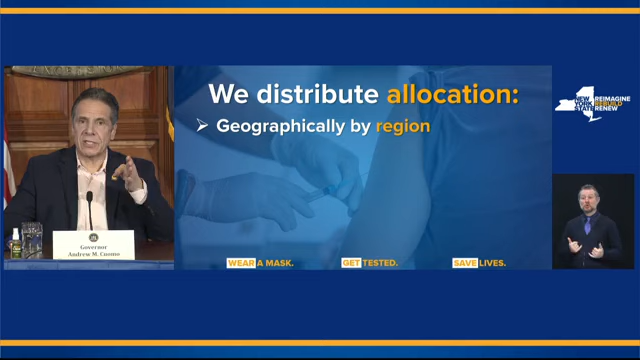 We distribute allocation:
➢ Geographically by region
NEW YORK STATE
REIMAGINE
REBUILD
RENEW
Governor
Andrew M. Cuomo
WEAR A MASK.
GET TESTED.
SAVE LIVES.